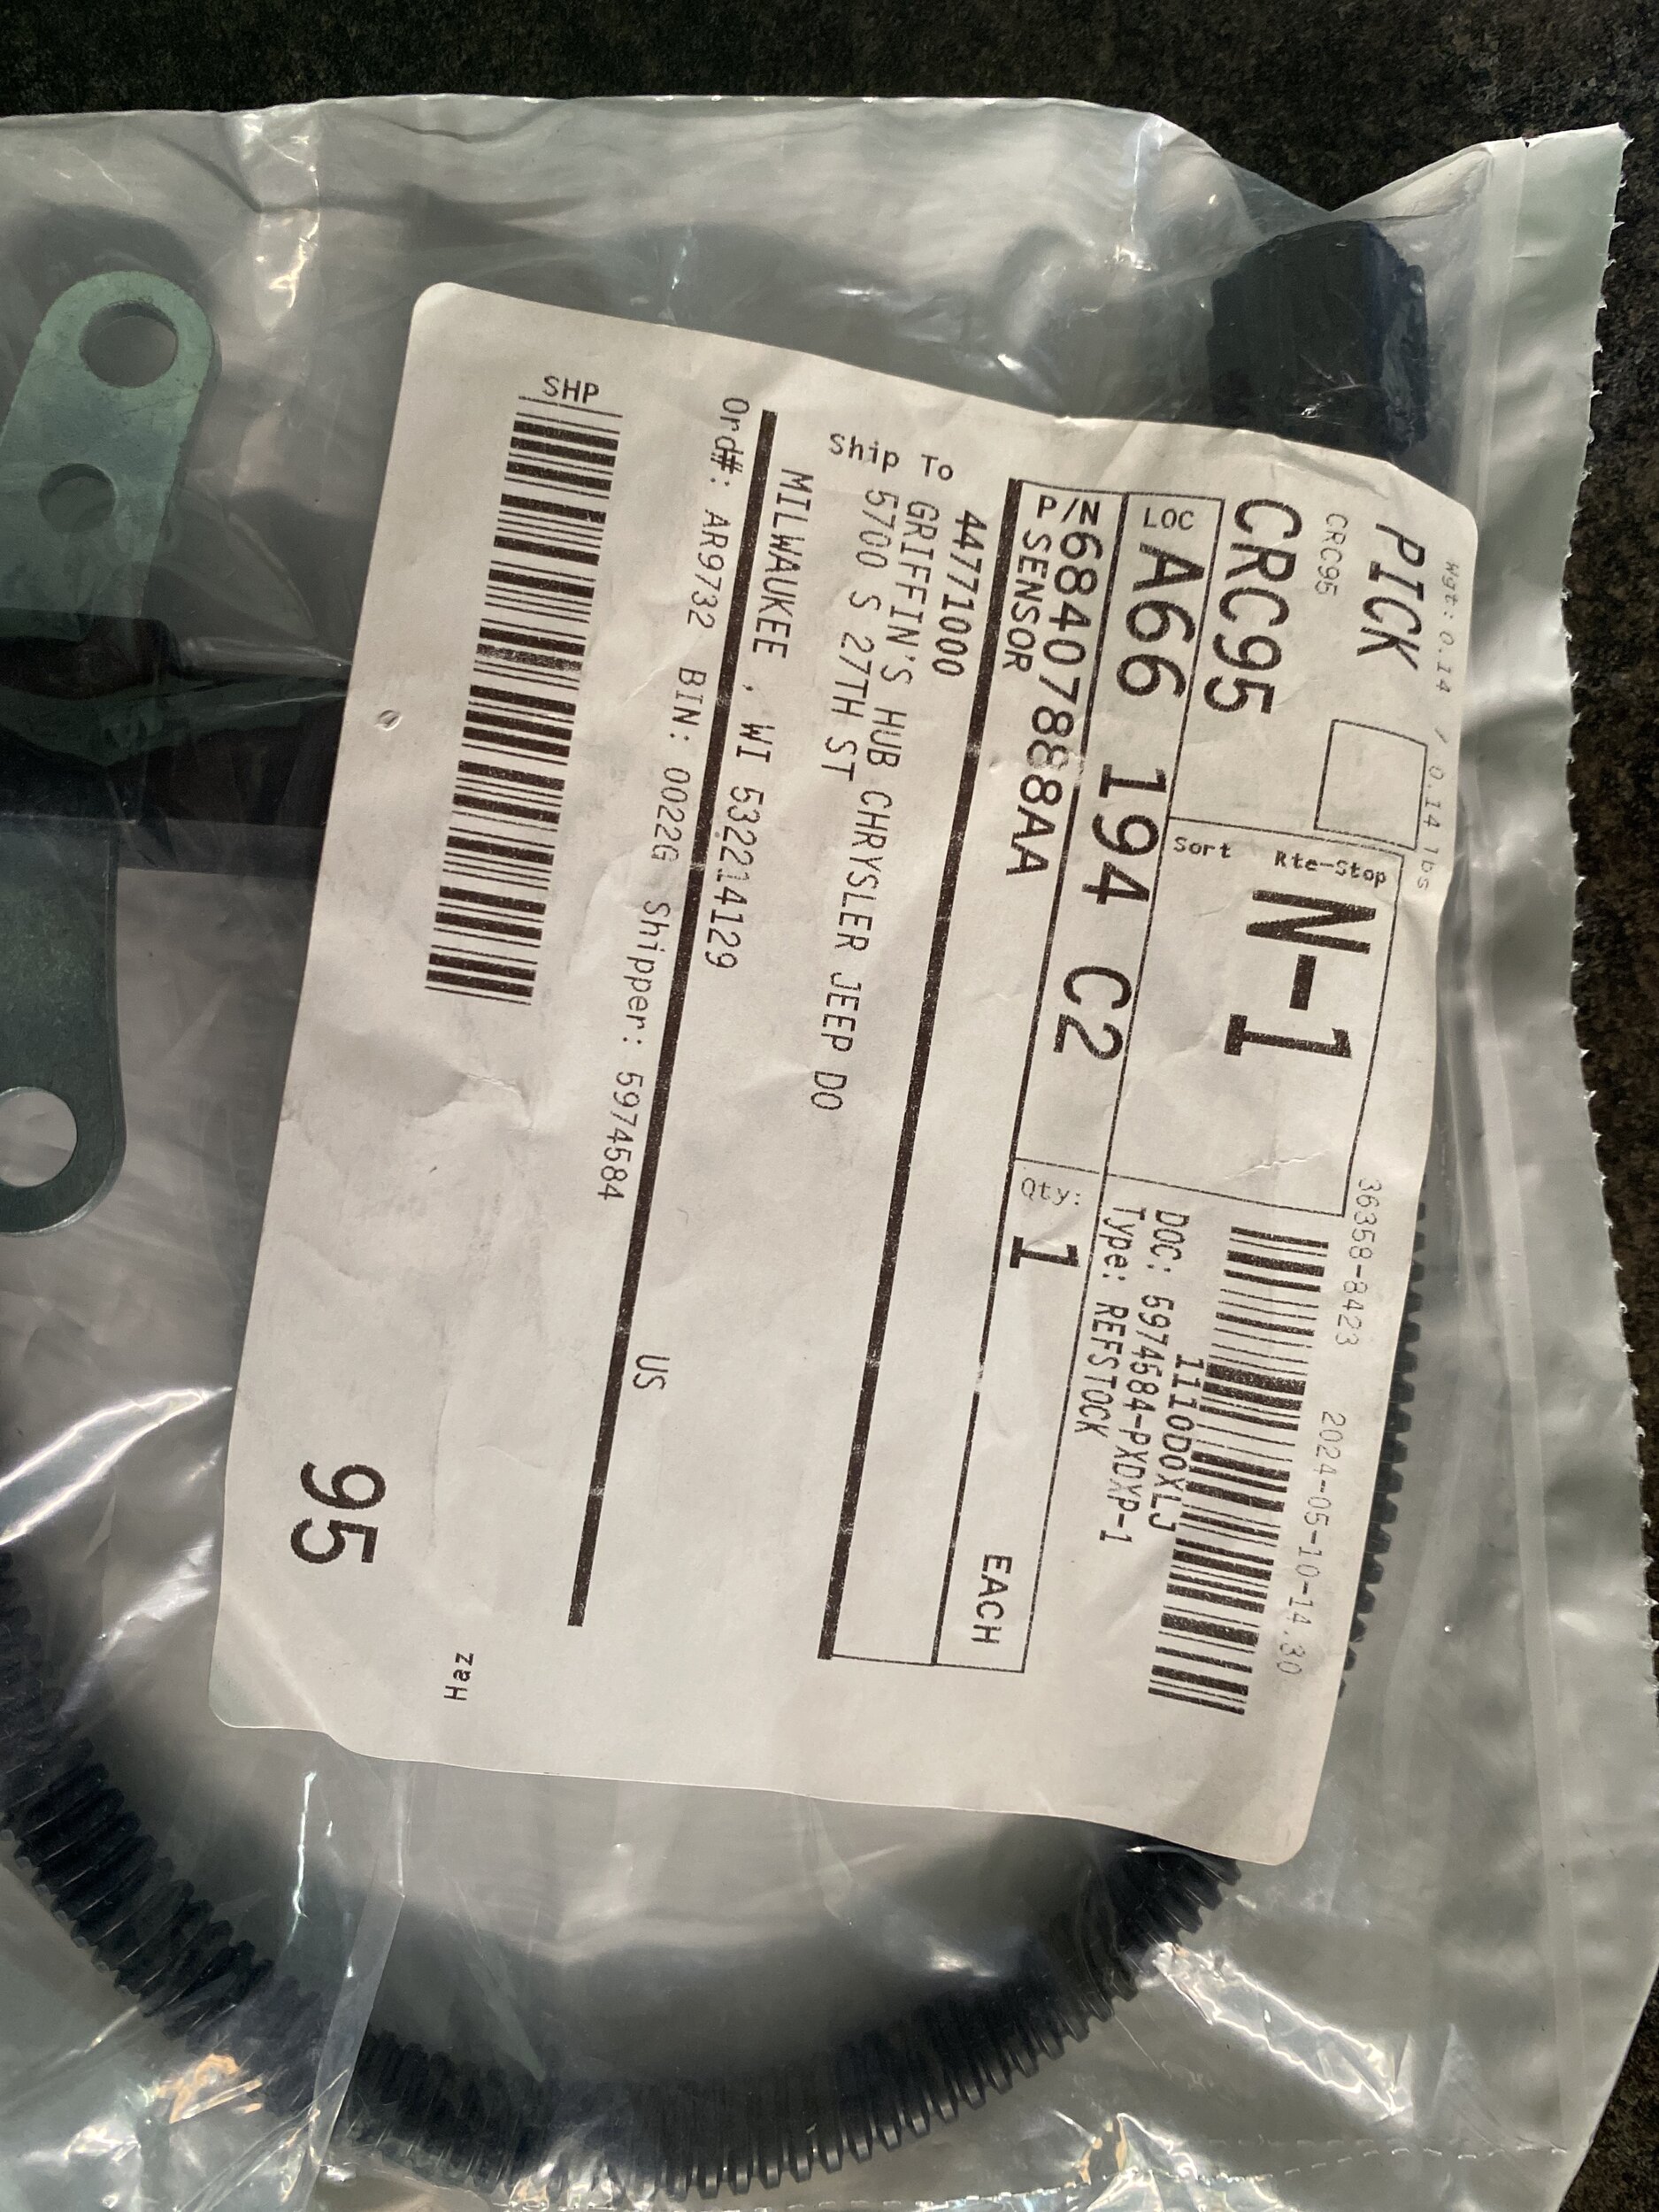 Wgt: 0.14 / 0.14 lbs
PICK
36358-8423 2024-05-10-14.30
CRC95
Rte-Stop
CRC95
N-1
Sort
1110D0XLJ
LOC A66 194 C2
DOC: 5974584-PXDXP-1
Type: REFSTOCK
P/N 68407888AA
Qty: 1
SENSOR
EACH
44771000
Ship To GRIFFIN'S HUB CHRYSLER JEEP DO
5700 S 27TH ST
MILWAUKEE , WI 532214129
US
Ord#: AR9732 BIN: 0022G Shipper: 5974584
SHP
Haz
95